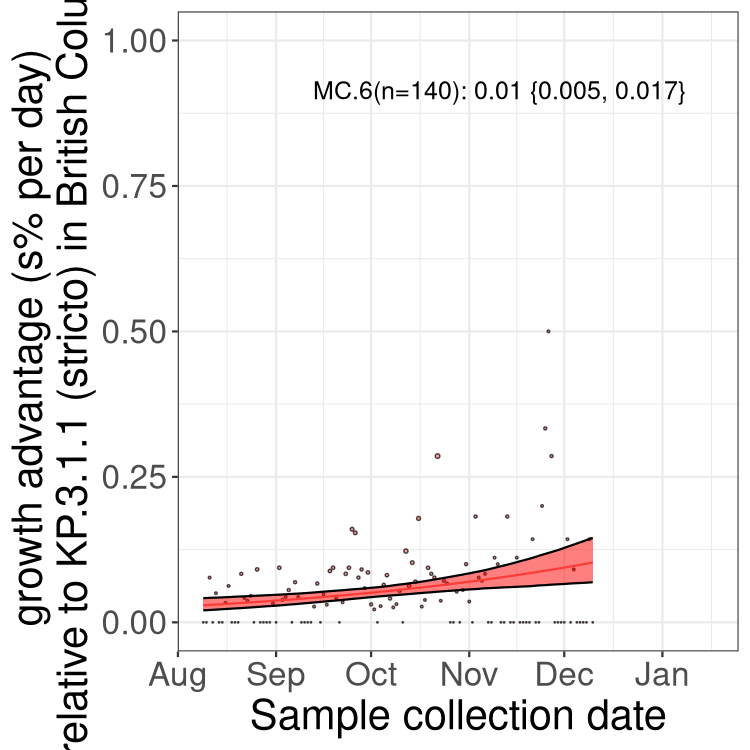 growth advantage (s% per day)
relative to KP.3.1.1 (stricto) in British
1.00
0.75
0.50
0.25
0.00
MC.6(n=140): 0.01 {0.005, 0.017}
Aug Sep Oct Nov Dec Jan
Sample collection date